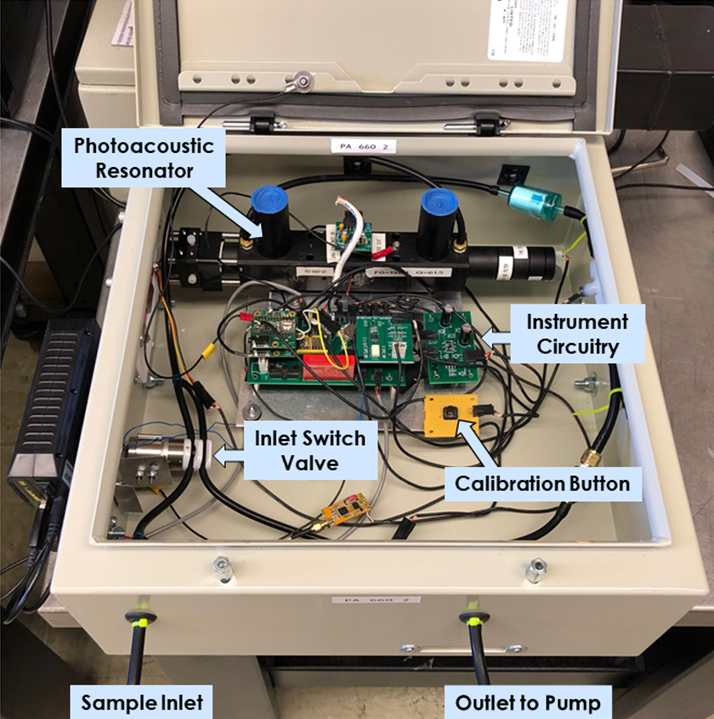 PA 660 2
Photoacoustic
Resonator
Instrument
Circuitry
Inlet Switch
Valve
Calibration Button
PA 660 2
Sample Inlet
Outlet to Pump